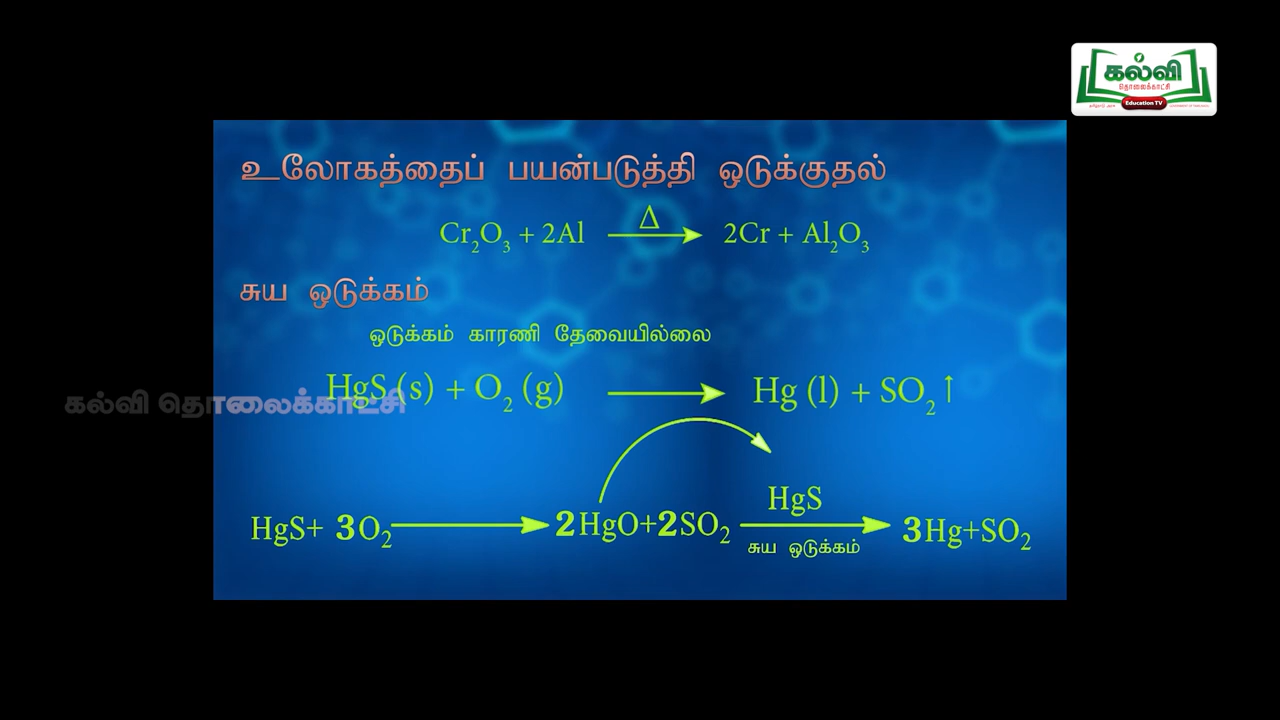 கல்வி
தொலைக்காட்சி
Education TV
உலோகத்தைப் பயன்படுத்தி ஒடுக்குதல்
Cr₂O₃ + 2Al Δ→ 2Cr + Al₂O₃
சுய ஒடுக்கம்
ஒடுக்கம் காரணி தேவையில்லை
HgS (s) + O₂ (g) → Hg (l) + SO₂↑
கல்வி தொலைக்காட்சி
HgS
HgS+ 3O₂ → 2HgO+2SO₂ → 3Hg+SO₂
சுய ஒடுக்கம்